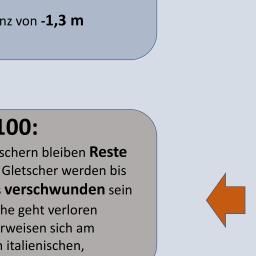 nz von -1,3 m
100:
schern bleiben Reste
Gletscher werden bis
verschwunden sein
he geht verloren
rweisen sich am
italienischen,